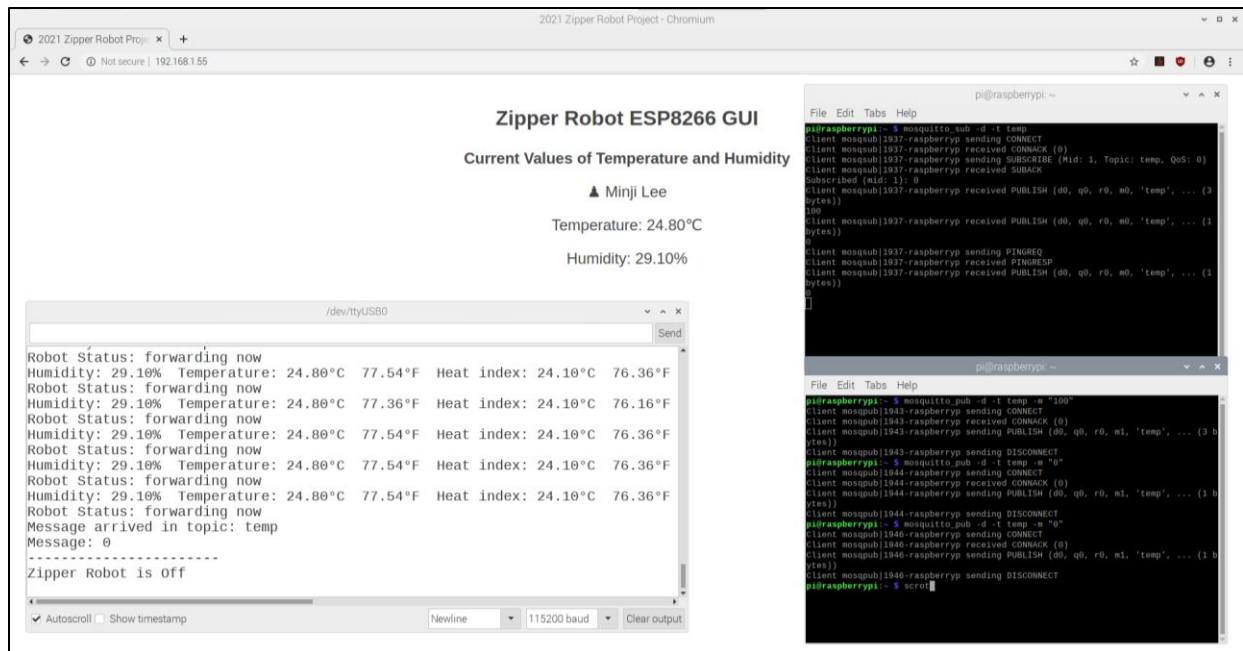 2021 Zipper Robot Project - Chromium
2021 Zipper Robot Proje
Not secure | 192.168.1.55
Zipper Robot ESP8266 GUI
Current Values of Temperature and Humidity
Minji Lee
Temperature: 24.80°C
Humidity: 29.10%
/dev/ttyUSB0
Send
Robot Status: forwarding now
Humidity: 29.10% Temperature: 24.80°C 77.54°F Heat index: 24.10°C 76.36°F
Robot Status: forwarding now
Humidity: 29.10% Temperature: 24.80°C 77.36°F Heat index: 24.10°C 76.16°F
Robot Status: forwarding now
Humidity: 29.10% Temperature: 24.80°C 77.54°F Heat index: 24.10°C 76.36°F
Robot Status: forwarding now
Humidity: 29.10% Temperature: 24.80°C 77.54°F Heat index: 24.10°C 76.36°F
Robot Status: forwarding now
Humidity: 29.10% Temperature: 24.80°C 77.54°F Heat index: 24.10°C 76.36°F
Robot Status: forwarding now
Message arrived in topic: temp
Message: 0
-----------------------
Zipper Robot is Off
Autoscroll Show timestamp Newline 115200 baud Clear output
pi@raspberrypi: ~
File Edit Tabs Help
pi@raspberrypi:~ $ mosquitto_sub -d -t temp
Client mosqsub|1937-raspberryp sending CONNECT
Client mosqsub|1937-raspberryp received CONNACK (0)
Client mosqsub|1937-raspberryp sending SUBSCRIBE (Mid: 1, Topic: temp, QoS: 0)
Client mosqsub|1937-raspberryp received SUBACK
Subscribed (mid: 1): 0
Client mosqsub|1937-raspberryp received PUBLISH (d0, q0, r0, m0, 'temp', ... (3
bytes))
100
Client mosqsub|1937-raspberryp received PUBLISH (d0, q0, r0, m0, 'temp', ... (1
bytes))
0
Client mosqsub|1937-raspberryp sending PINGREQ
Client mosqsub|1937-raspberryp received PINGRESP
Client mosqsub|1937-raspberryp received PUBLISH (d0, q0, r0, m0, 'temp', ... (1
bytes))
0
pi@raspberrypi: ~
File Edit Tabs Help
pi@raspberrypi:~ $ mosquitto_pub -d -t temp -m "100"
Client mosqpub|1943-raspberryp sending CONNECT
Client mosqpub|1943-raspberryp received CONNACK (0)
Client mosqpub|1943-raspberryp sending PUBLISH (d0, q0, r0, m1, 'temp', ... (3 b
ytes))
Client mosqpub|1943-raspberryp sending DISCONNECT
pi@raspberrypi:~ $ mosquitto_pub -d -t temp -m "0"
Client mosqpub|1944-raspberryp sending CONNECT
Client mosqpub|1944-raspberryp received CONNACK (0)
Client mosqpub|1944-raspberryp sending PUBLISH (d0, q0, r0, m1, 'temp', ... (1 b
ytes))
Client mosqpub|1944-raspberryp sending DISCONNECT
pi@raspberrypi:~ $ mosquitto_pub -d -t temp -m "0"
Client mosqpub|1946-raspberryp sending CONNECT
Client mosqpub|1946-raspberryp received CONNACK (0)
Client mosqpub|1946-raspberryp sending PUBLISH (d0, q0, r0, m1, 'temp', ... (1 b
ytes))
Client mosqpub|1946-raspberryp sending DISCONNECT
pi@raspberrypi:~ $ scrot